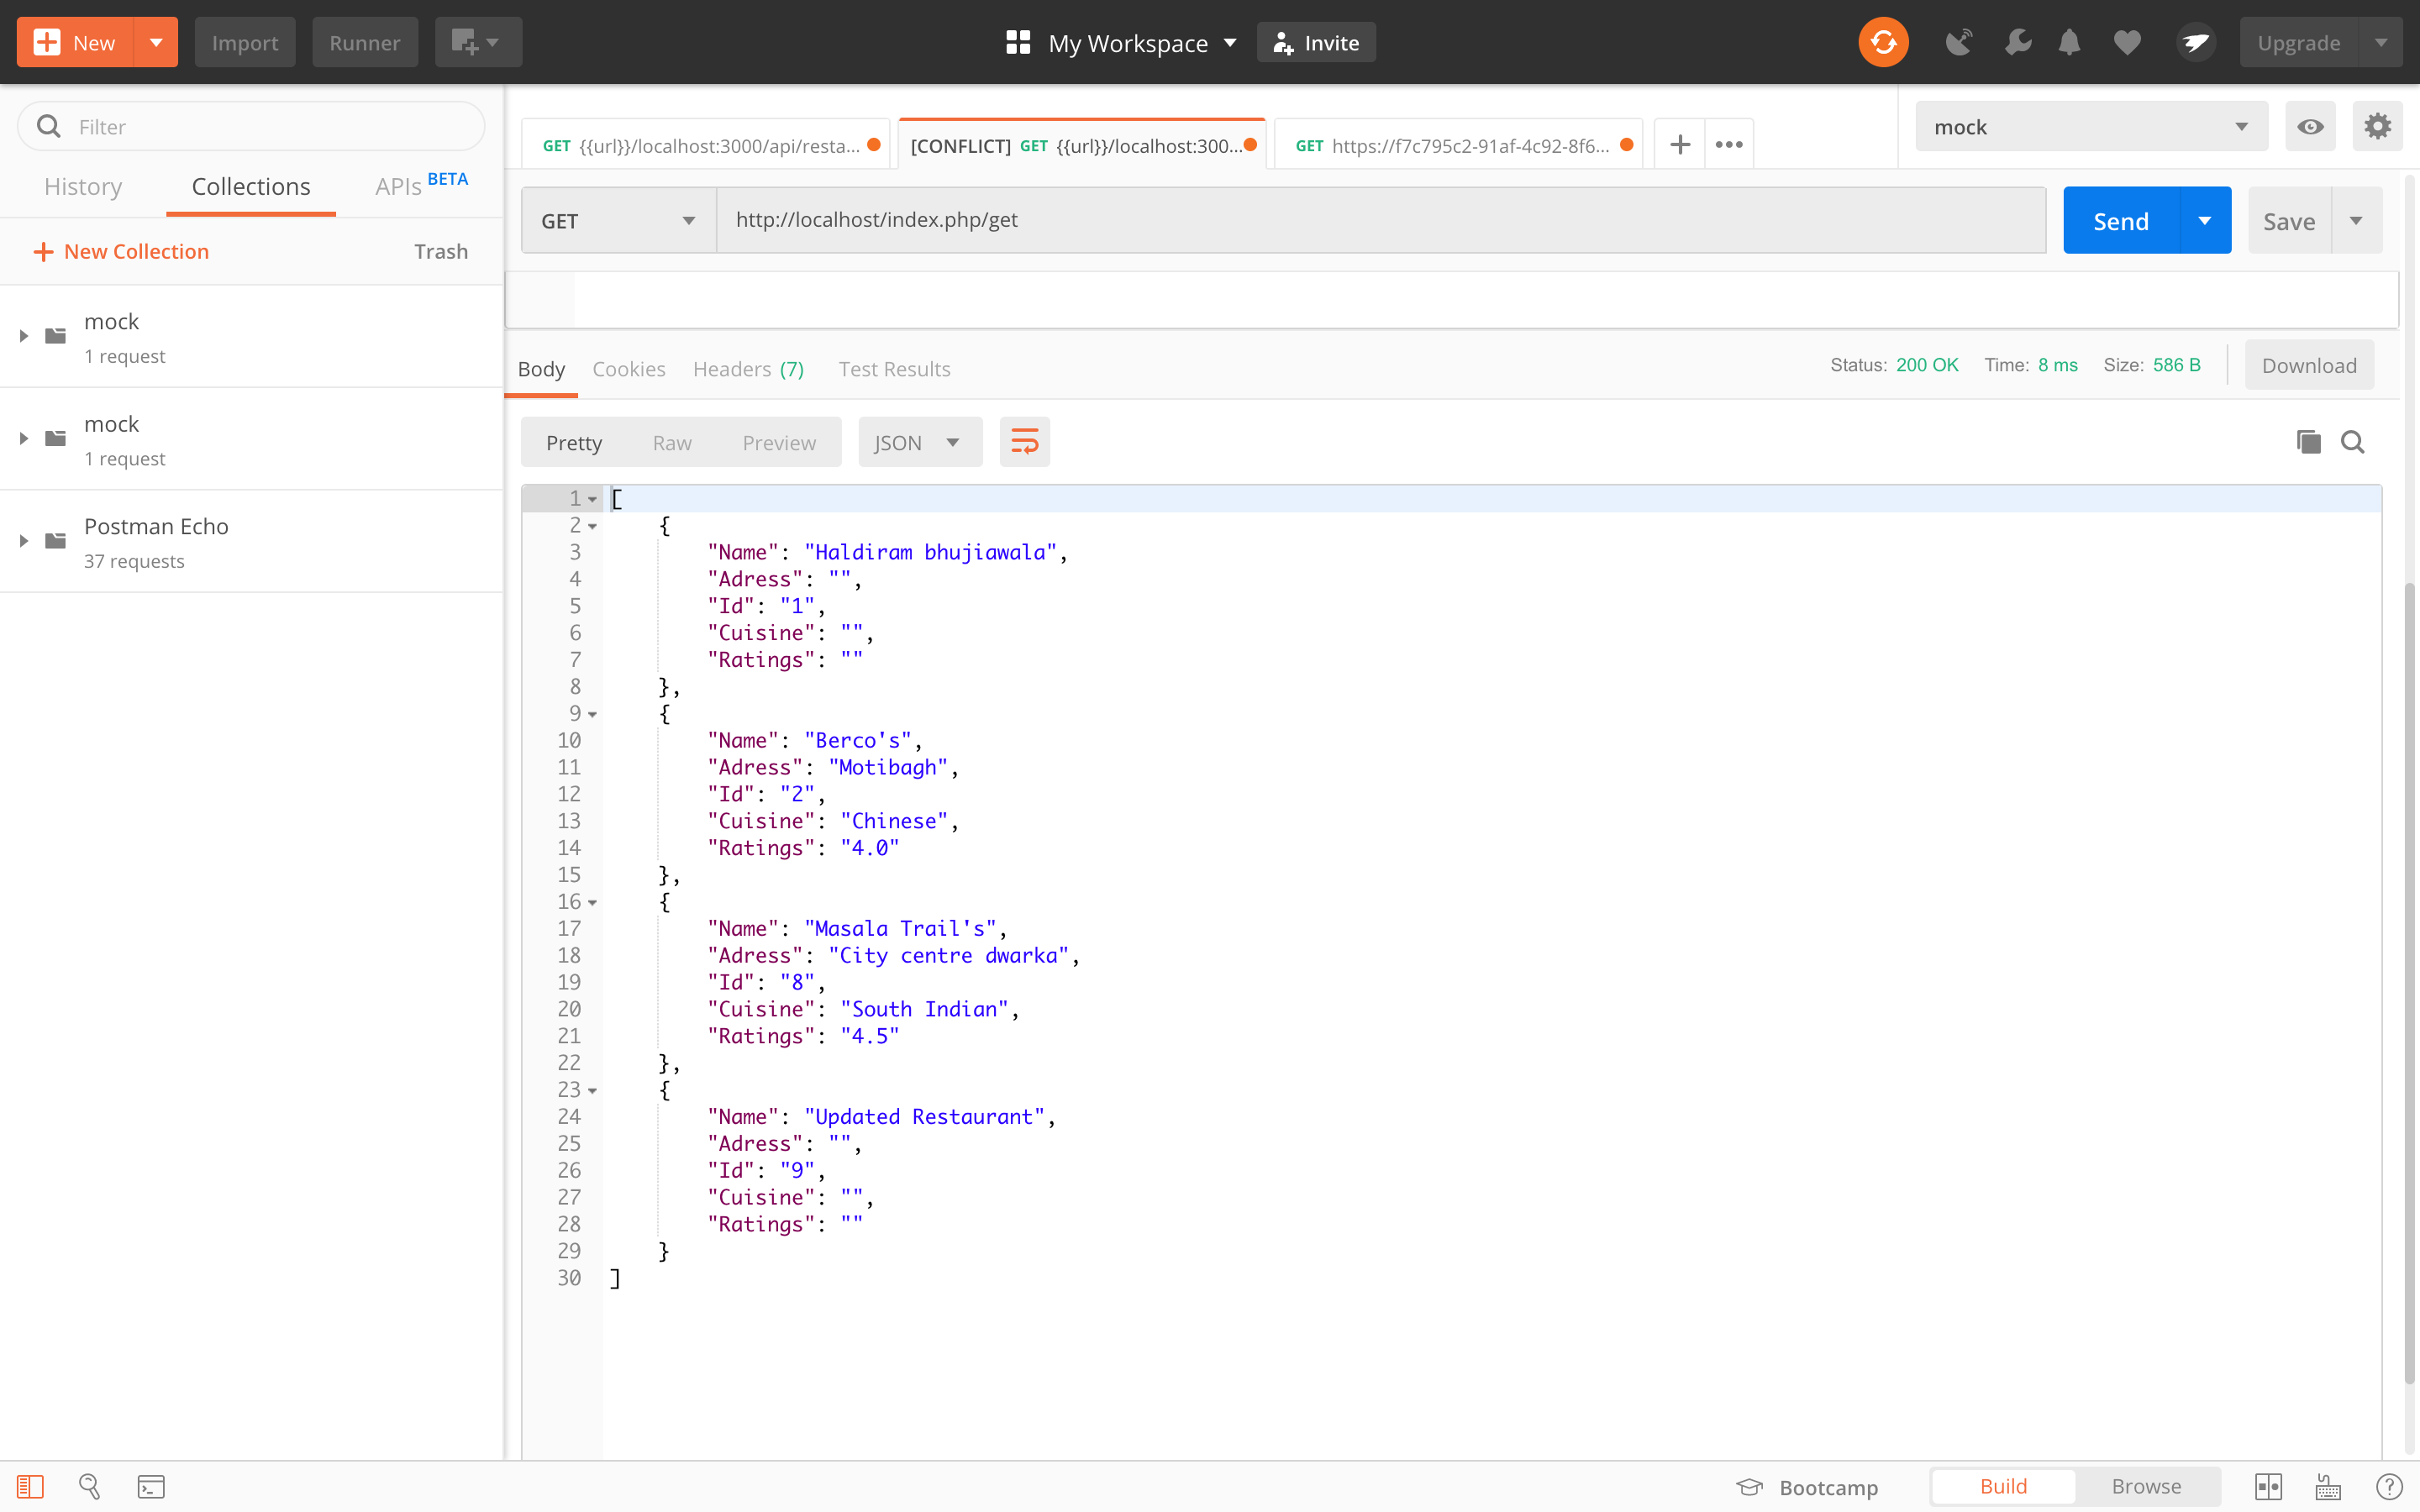 New
Import
Runner
My Workspace
Invite
Upgrade
Filter
History
Collections
APIs BETA
New Collection
Trash
mock
1 request
mock
1 request
Postman Echo
37 requests
GET {{url}}/localhost:3000/api/resta...
[CONFLICT] GET {{url}}/localhost:300...
GET https://f7c795c2-91af-4c92-8f6...
mock
GET
http://localhost/index.php/get
Send
Save
Body
Cookies
Headers (7)
Test Results
Status: 200 OK
Time: 8 ms
Size: 586 B
Download
Pretty
Raw
Preview
JSON
1 [
2 {
3 "Name": "Haldiram bhujiawala",
4 "Adress": "",
5 "Id": "1",
6 "Cuisine": "",
7 "Ratings": ""
8 },
9 {
10 "Name": "Berco's",
11 "Adress": "Motibagh",
12 "Id": "2",
13 "Cuisine": "Chinese",
14 "Ratings": "4.0"
15 },
16 {
17 "Name": "Masala Trail's",
18 "Adress": "City centre dwarka",
19 "Id": "8",
20 "Cuisine": "South Indian",
21 "Ratings": "4.5"
22 },
23 {
24 "Name": "Updated Restaurant",
25 "Adress": "",
26 "Id": "9",
27 "Cuisine": "",
28 "Ratings": ""
29 }
30 ]
Bootcamp
Build
Browse